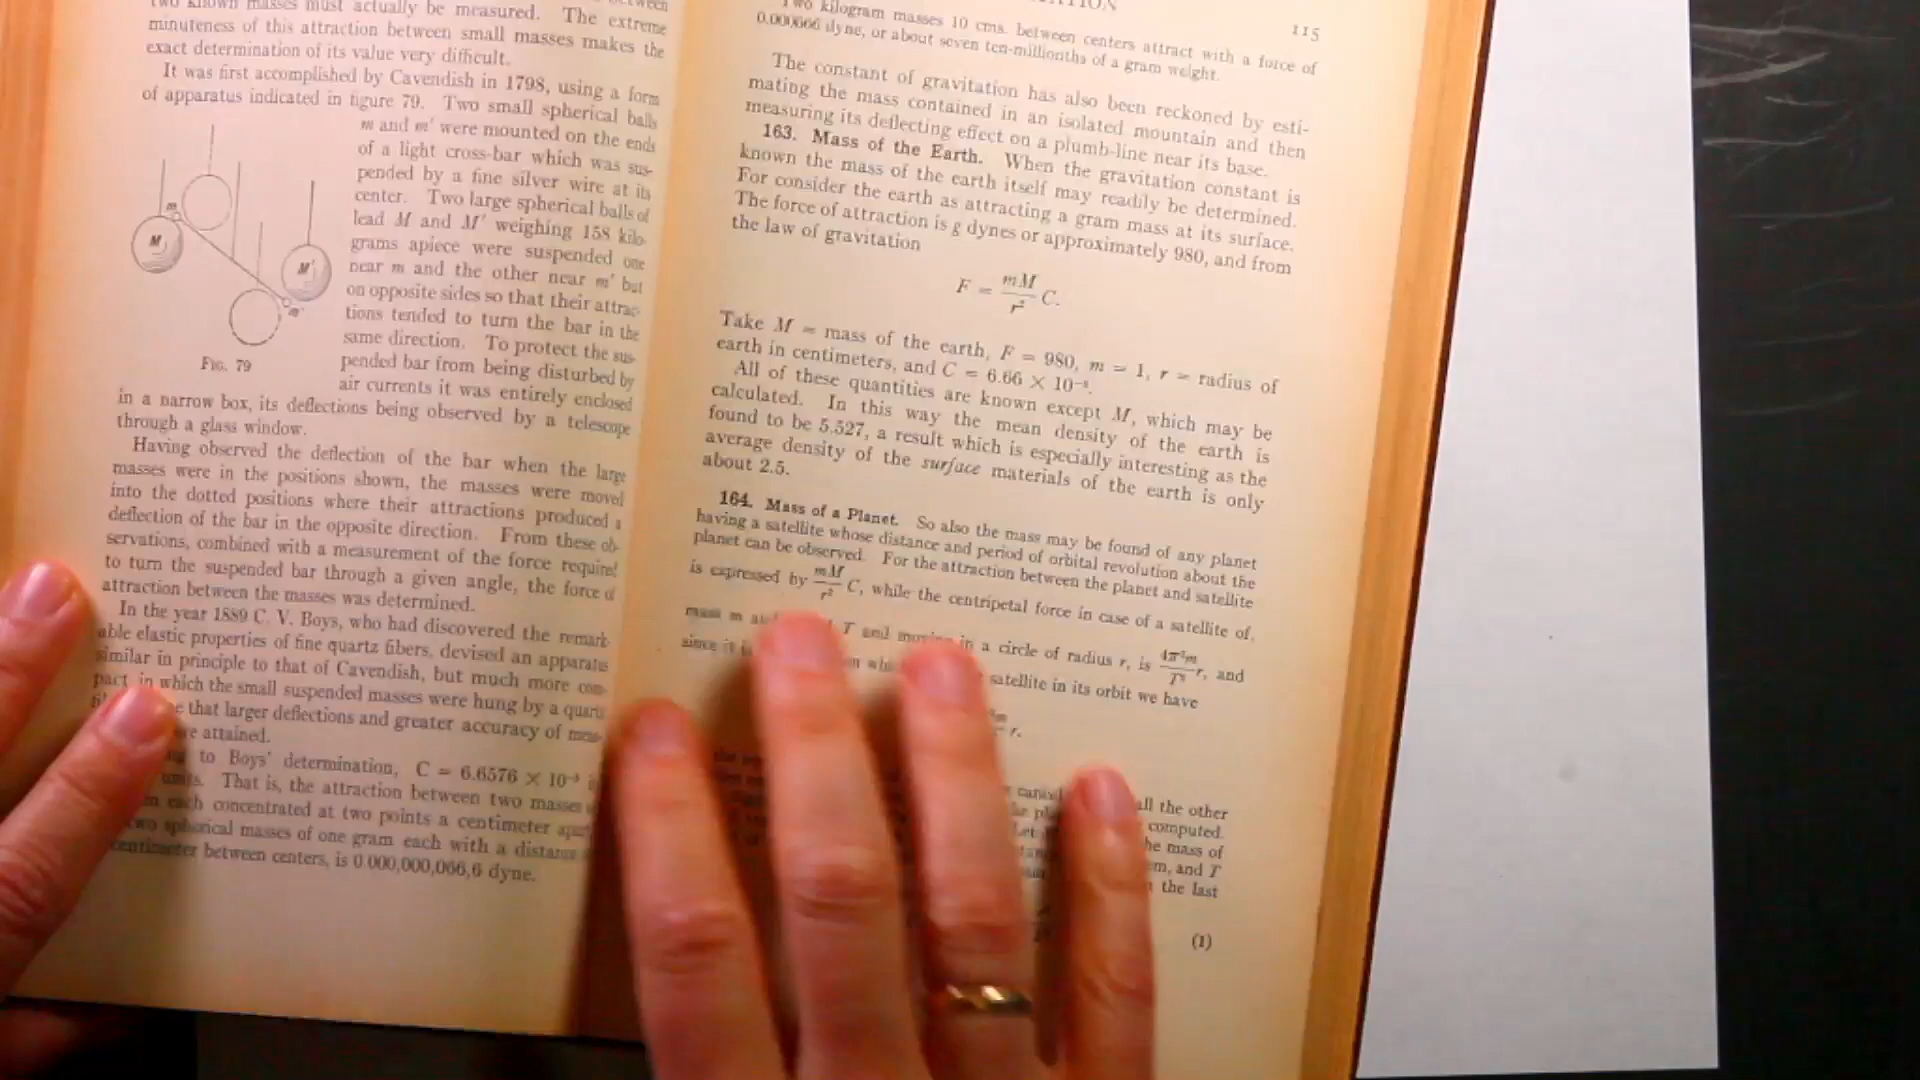 two known masses must actually be measured. The extreme
minuteness of this attraction between small masses makes the
exact determination of its value very difficult.
It was first accomplished by Cavendish in 1798, using a form
of apparatus indicated in figure 79. Two small spherical balls
m and m′ were mounted on the ends
of a light cross-bar which was sus-
pended by a fine silver wire at its
center. Two large spherical balls of
lead M and M′ weighing 158 kilo-
grams apiece were suspended one
near m and the other near m′ but
on opposite sides so that their attrac-
tions tended to turn the bar in the
same direction. To protect the sus-
pended bar from being disturbed by
air currents it was entirely enclosed
m
M
M′
m′
FIG. 79
in a narrow box, its deflections being observed by a telescope
through a glass window.
Having observed the deflection of the bar when the large
masses were in the positions shown, the masses were moved
into the dotted positions where their attractions produced a
deflection of the bar in the opposite direction. From these ob-
servations, combined with a measurement of the force required
to turn the suspended bar through a given angle, the force of
attraction between the masses was determined.
In the year 1889 C. V. Boys, who had discovered the remark-
able elastic properties of fine quartz fibers, devised an apparatus
similar in principle to that of Cavendish, but much more com-
pact in which the small suspended masses were hung by a quartz
that larger deflections and greater accuracy of
attained.
to Boys' determination, C = 6.6576 × 10⁻⁸
units. That is, the attraction between two masses
each concentrated at two points a centimeter apart
two spherical masses of one gram each with a distance
centimeter between centers, is 0.000,000,066,6 dyne.
115
Two kilogram masses 10 cms. between centers attract with a force of
0.000666 dyne, or about seven ten-millionths of a gram weight.
The constant of gravitation has also been reckoned by esti-
mating the mass contained in an isolated mountain and then
measuring its deflecting effect on a plumb-line near its base.
163. Mass of the Earth. When the gravitation constant is
known the mass of the earth itself may readily be determined.
For consider the earth as attracting a gram mass at its surface.
The force of attraction is g dynes or approximately 980, and from
the law of gravitation
F = mM/r² C.
Take M = mass of the earth, F = 980, m = 1, r = radius of
earth in centimeters, and C = 6.66 × 10⁻⁸.
All of these quantities are known except M, which may be
calculated. In this way the mean density of the earth is
found to be 5.527, a result which is especially interesting as the
average density of the surface materials of the earth is only
about 2.5.
164. Mass of a Planet. So also the mass may be found of any planet
having a satellite whose distance and period of orbital revolution about the
planet can be observed. For the attraction between the planet and satellite
is expressed by mM/r² C, while the centripetal force in case of a satellite of
mass m T and moving in a circle of radius r, is 4π²m/T² r, and
since it satellite in its orbit we have
r.
all the other
computed.
the mass of
and T
the last
(1)